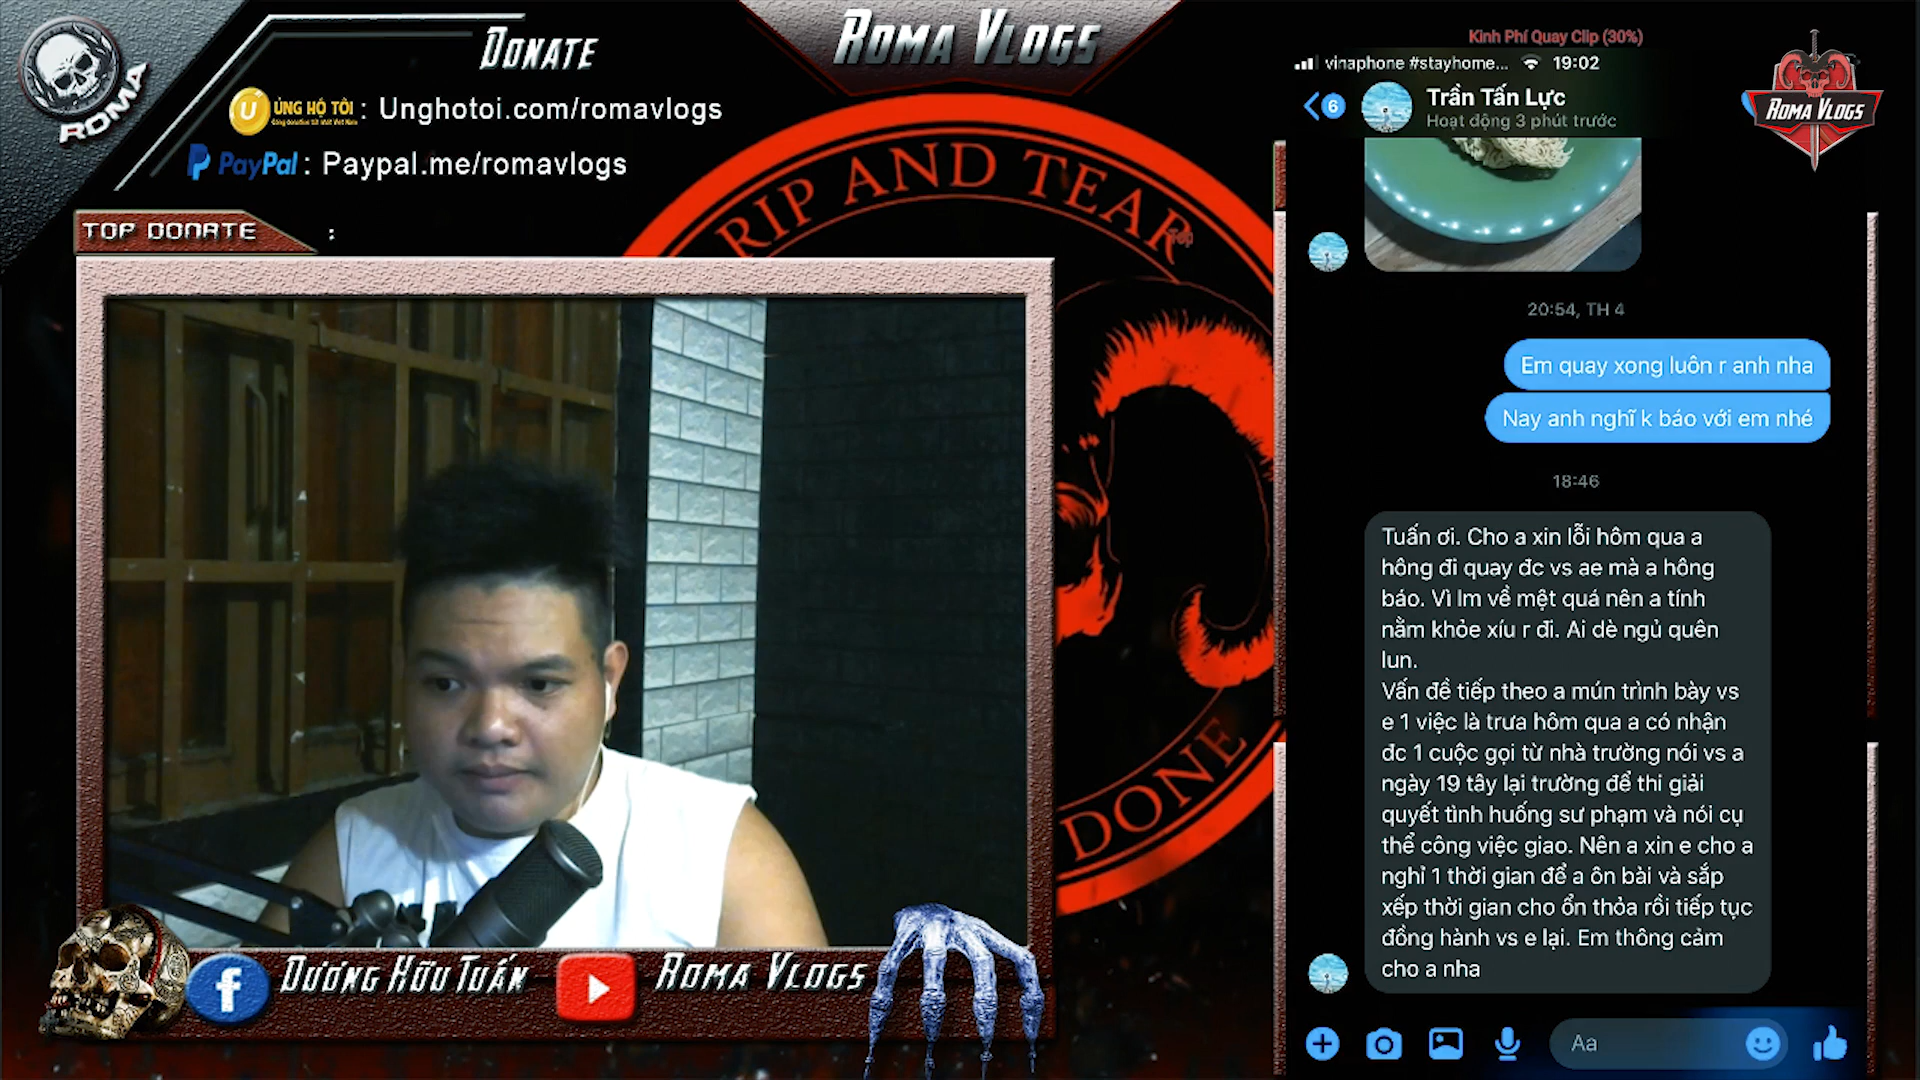 ROMA
DONATE
ỦNG HỘ TÔI : Unghotoi.com/romavlogs
PayPal : Paypal.me/romavlogs
TOP DONATE :
ROMA VLOGS
RIP AND TEAR
Top
DONE
DƯƠNG HỮU TUẤN
ROMA VLOGS
Kinh Phí Quay Clip (30%)
vinaphone #stayhome... 19:02
6
Trần Tấn Lực
Hoạt động 3 phút trước
ROMA VLOGS
20:54, TH 4
Em quay xong luôn r anh nha
Nay anh nghĩ k báo với em nhé
18:46
Tuấn ơi. Cho a xin lỗi hôm qua a
hông đi quay đc vs ae mà a hông
báo. Vì lm về mệt quá nên a tính
nằm khỏe xíu r đi. Ai dè ngủ quên
lun.
Vấn đề tiếp theo a mún trình bày vs
e 1 việc là trưa hôm qua a có nhận
đc 1 cuộc gọi từ nhà trường nói vs a
ngày 19 tây lại trường để thi giải
quyết tình huống sư phạm và nói cụ
thể công việc giao. Nên a xin e cho a
nghỉ 1 thời gian để a ôn bài và sắp
xếp thời gian cho ổn thỏa rồi tiếp tục
đồng hành vs e lại. Em thông cảm
cho a nha
Aa